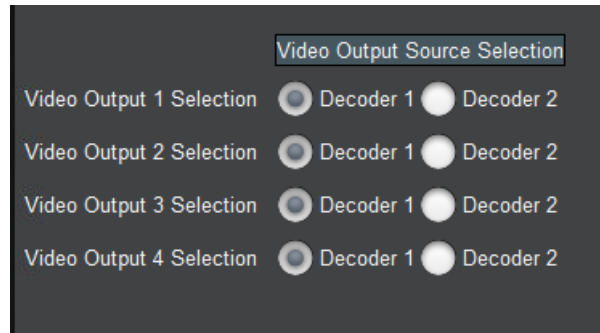 Video Output Source Selection
Video Output 1 Selection Decoder 1 Decoder 2
Video Output 2 Selection Decoder 1 Decoder 2
Video Output 3 Selection Decoder 1 Decoder 2
Video Output 4 Selection Decoder 1 Decoder 2